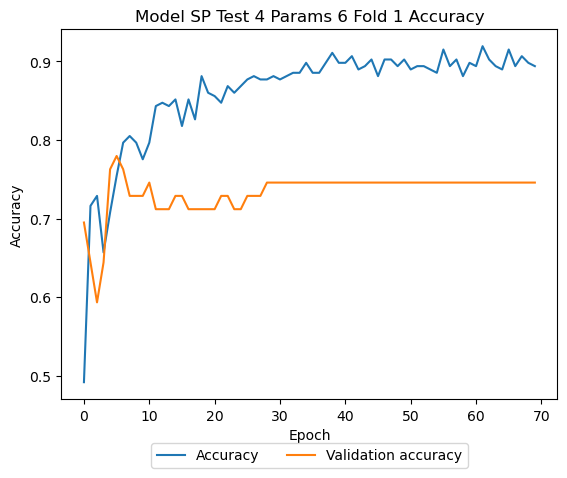 Model SP Test 4 Params 6 Fold 1 Accuracy
0.9
0.8
0.7
0.6
0.5
Accuracy
0 10 20 30 40 50 60 70
Epoch
Accuracy Validation accuracy